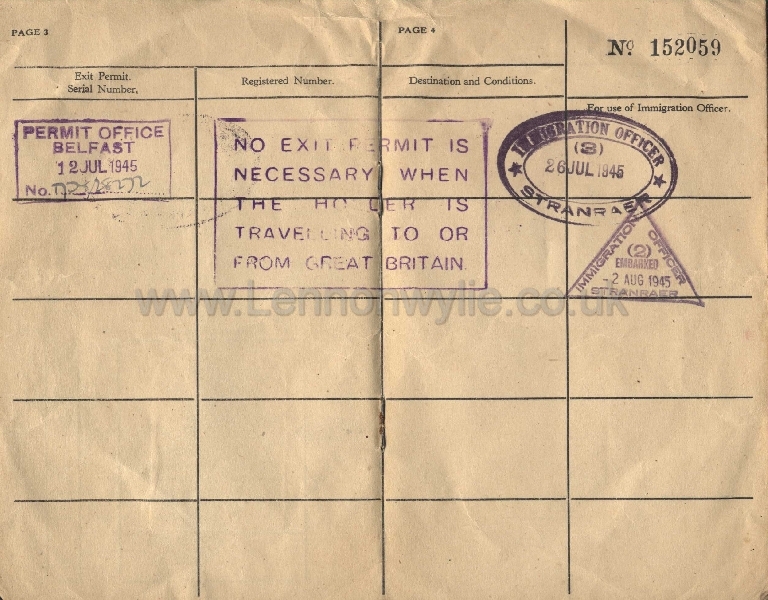 PAGE 3
PAGE 4
Nº 152059
Exit Permit.
Serial Number.
Registered Number.
Destination and Conditions.
For use of Immigration Officer.
PERMIT OFFICE
BELFAST
12 JUL 1945
No.
NO EXIT PERMIT IS
NECESSARY WHEN
THE HOLDER IS
TRAVELLING TO OR
FROM GREAT BRITAIN.
IMMIGRATION OFFICER
(3)
26 JUL 1945
STRANRAER
IMMIGRATION OFFICER
(2)
EMBARKED
-2 AUG 1945
STRANRAER
www.Lennonwylie.co.uk